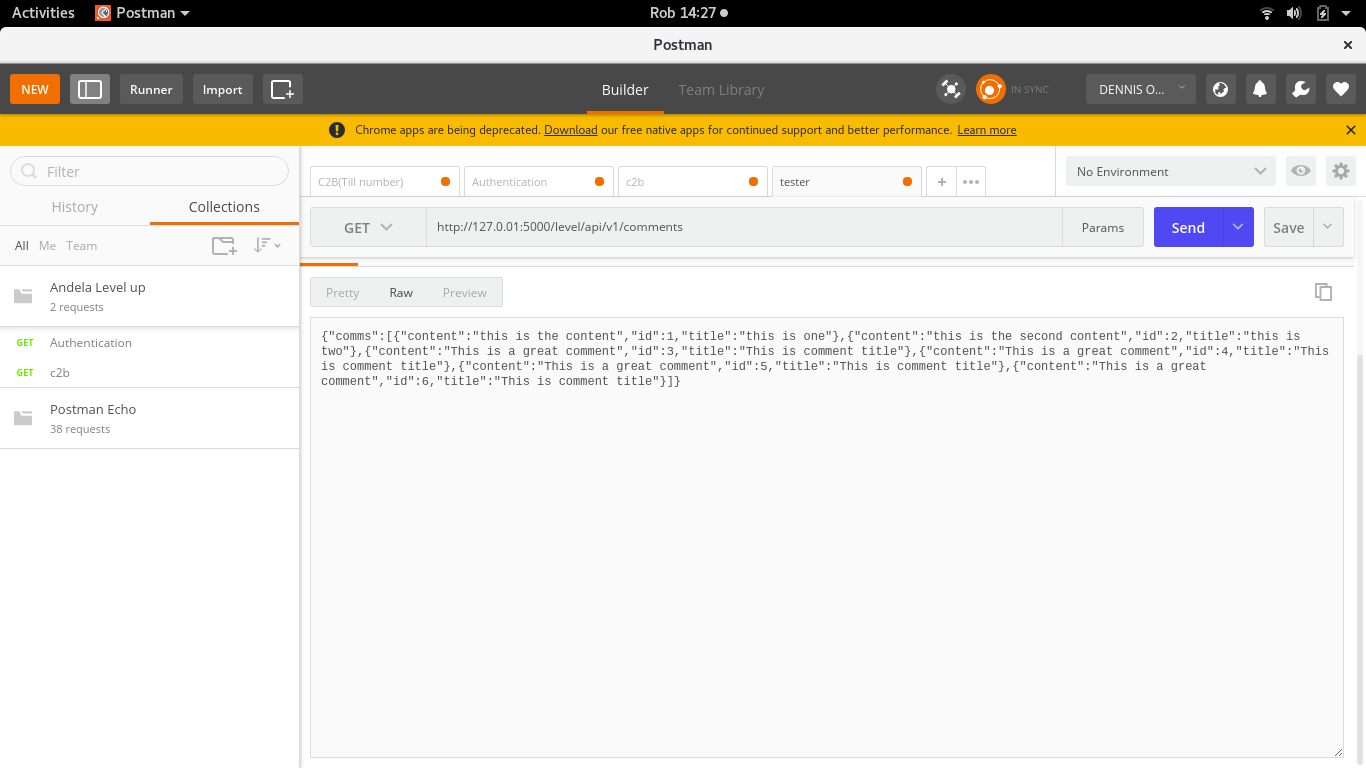 Activities Postman Rob 14:27
Postman
NEW Runner Import Builder Team Library IN SYNC DENNIS O...
Chrome apps are being deprecated. Download our free native apps for continued support and better performance. Learn more
Filter
History Collections
All Me Team
Andela Level up
2 requests
GET Authentication
GET c2b
Postman Echo
38 requests
C2B(Till number) Authentication c2b tester + ••• No Environment
GET http://127.0.01:5000/level/api/v1/comments Params Send Save
Pretty Raw Preview
{"comms":[{"content":"this is the content","id":1,"title":"this is one"},{"content":"this is the second content","id":2,"title":"this is
two"},{"content":"This is a great comment","id":3,"title":"This is comment title"},{"content":"This is a great comment","id":4,"title":"This
is comment title"},{"content":"This is a great comment","id":5,"title":"This is comment title"},{"content":"This is a great
comment","id":6,"title":"This is comment title"}]}